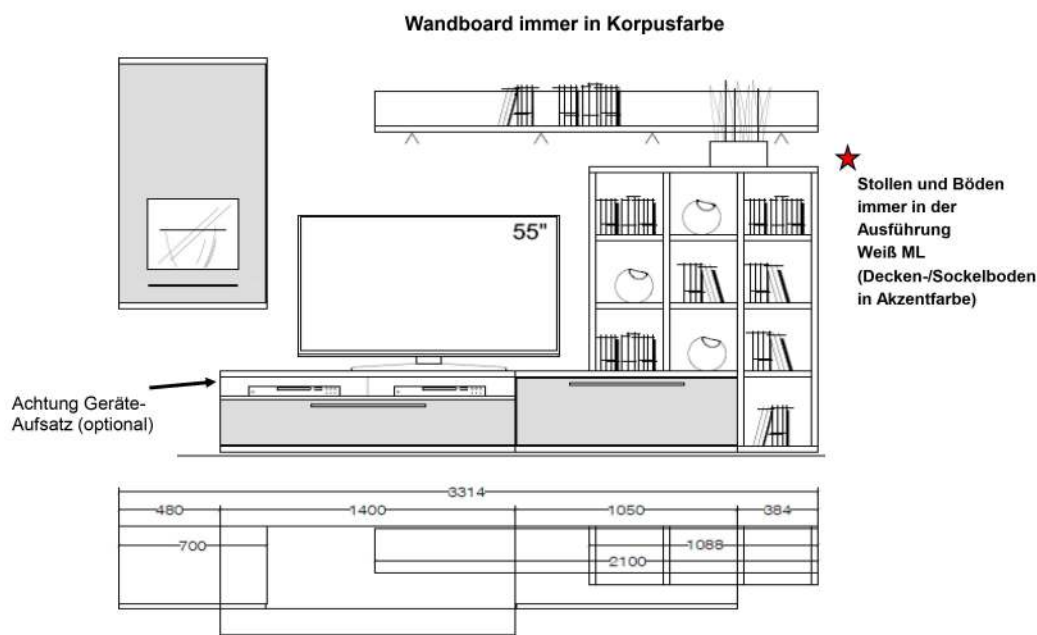 Wandboard immer in Korpusfarbe
55"
Stollen und Böden
immer in der
Ausführung
Weiß ML
(Decken-/Sockelboden
in Akzentfarbe)
Achtung Geräte-
Aufsatz (optional)
3314
480 1400 1050 384
700 1088
2100